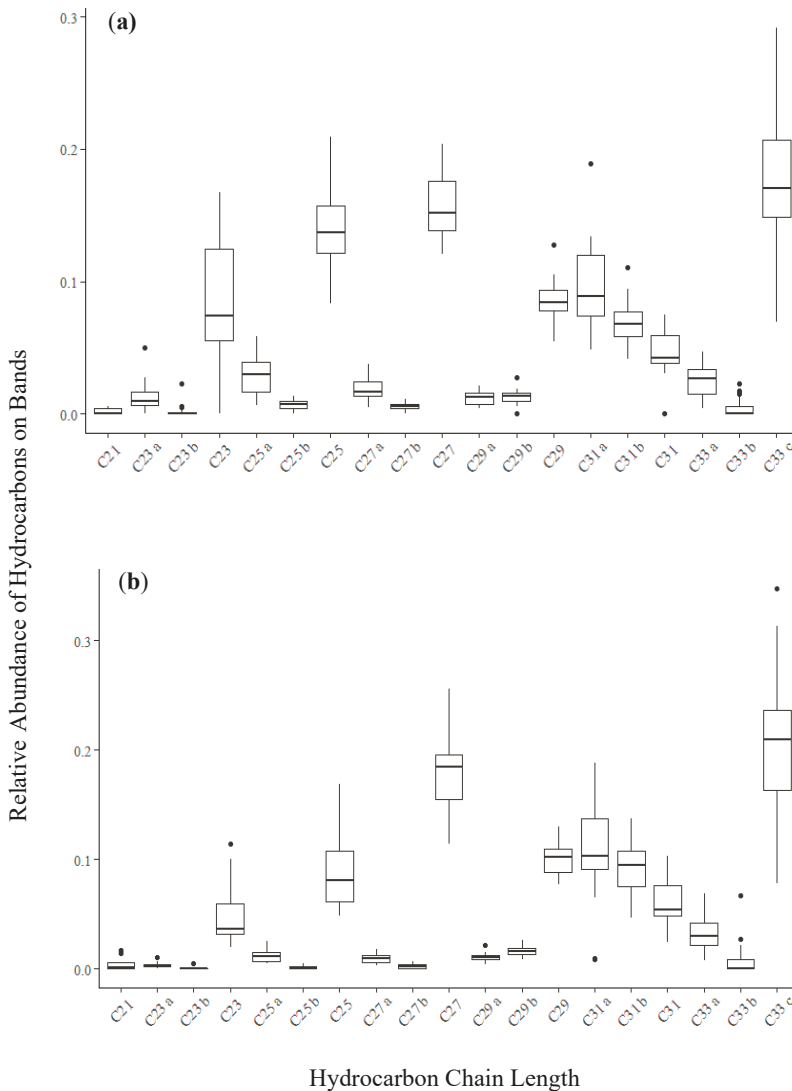 (a)
0.3
0.2
0.1
0.0
C21
C23 a
C23 b
C23
C25 a
C25 b
C25
C27 a
C27 b
C27
C29 a
C29 b
C29
C31 a
C31 b
C31
C33 a
C33 b
C33 c
Relative Abundance of Hydrocarbons on Bands
(b)
0.3
0.2
0.1
0.0
C21
C23 a
C23 b
C23
C25 a
C25 b
C25
C27 a
C27 b
C27
C29 a
C29 b
C29
C31 a
C31 b
C31
C33 a
C33 b
C33 c
Hydrocarbon Chain Length